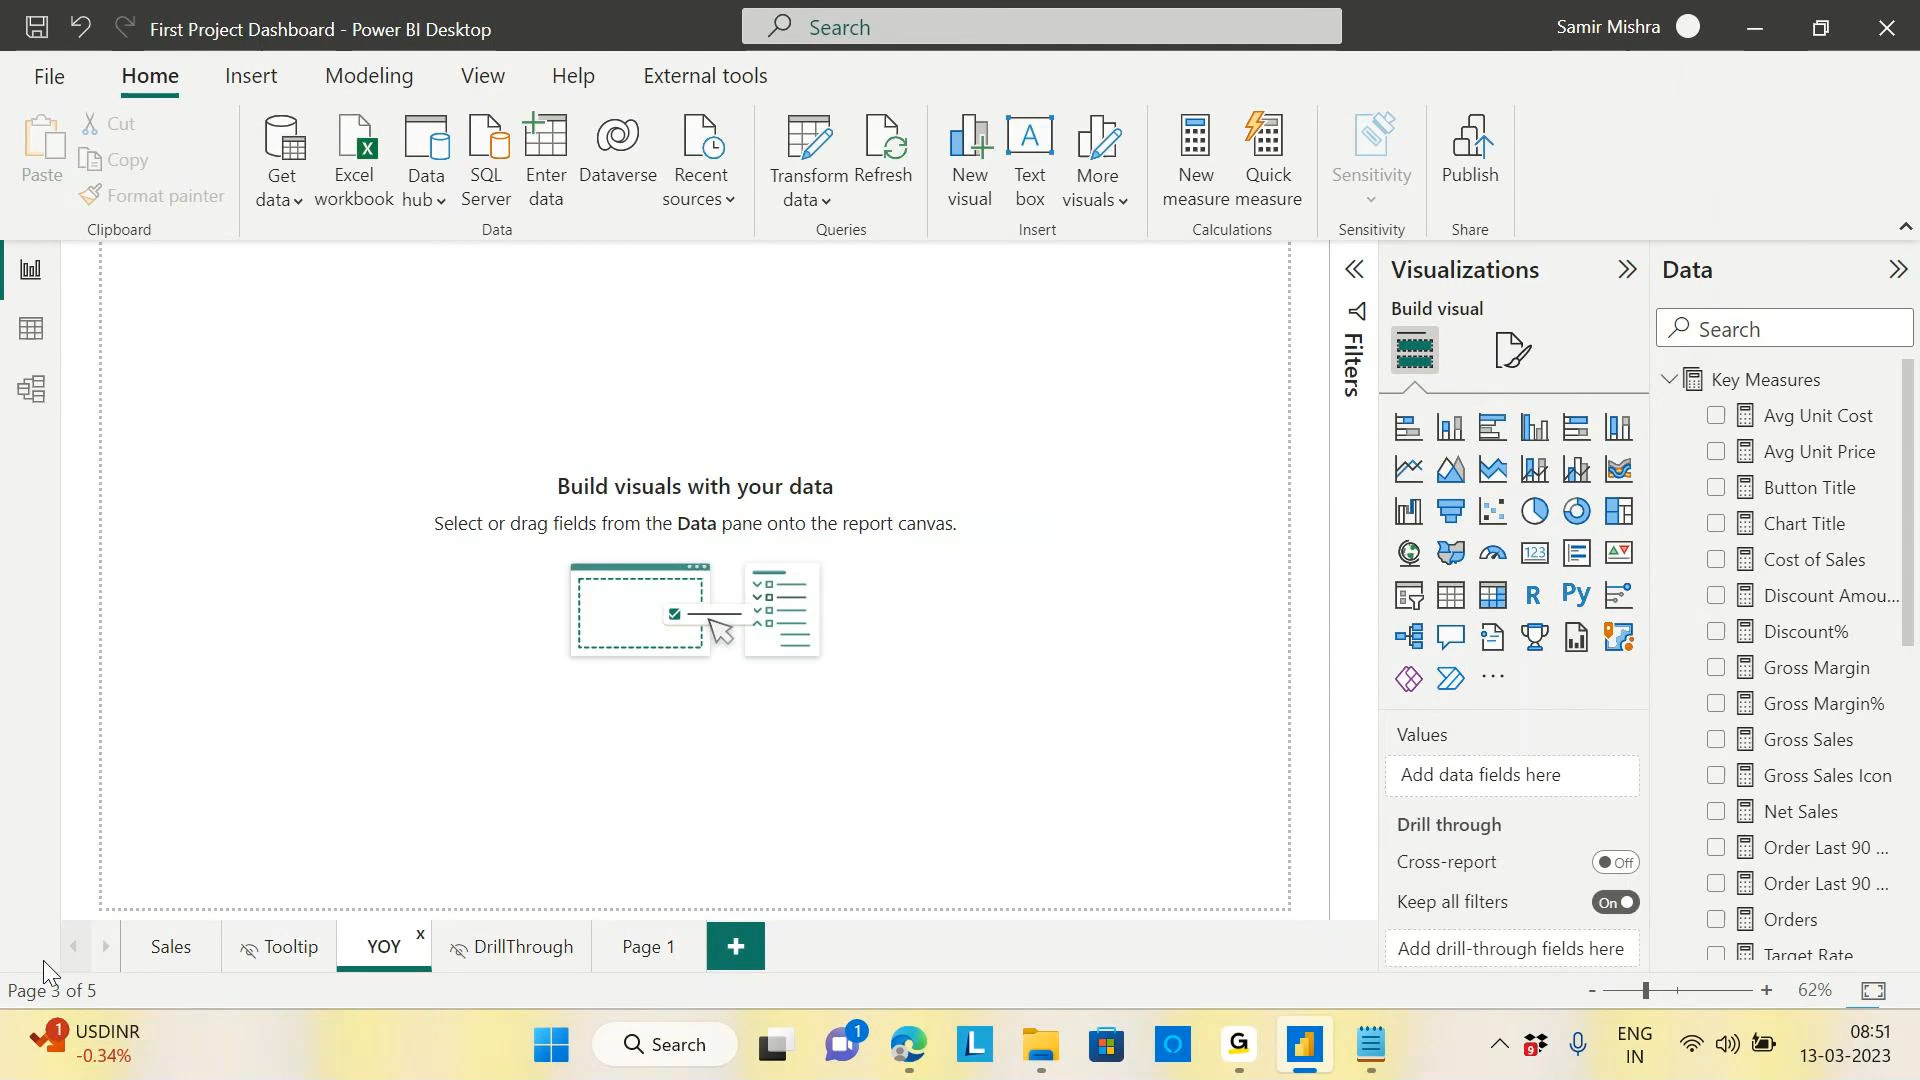 First Project Dashboard - Power BI Desktop
Search
Samir Mishra
File Home Insert Modeling View Help External tools
Paste
Cut
Copy
Format painter
Clipboard
Get data
Excel workbook
Data hub
SQL Server
Enter data
Dataverse
Recent sources
Data
Transform data
Refresh
Queries
New visual
A
Text box
More visuals
Insert
New measure
Quick measure
Calculations
Sensitivity
Sensitivity
Publish
Share
Build visuals with your data
Select or drag fields from the Data pane onto the report canvas.
Filters
Visualizations
Build visual
123
R
Py
Values
Add data fields here
Drill through
Cross-report
Off
Keep all filters
On
Add drill-through fields here
Data
Search
Key Measures
Avg Unit Cost
Avg Unit Price
Button Title
Chart Title
Cost of Sales
Discount Amou...
Discount%
Gross Margin
Gross Margin%
Gross Sales
Gross Sales Icon
Net Sales
Order Last 90 ...
Order Last 90 ...
Orders
Target Rate
Sales
Tooltip
YOY
x
DrillThrough
Page 1
+
Page 3 of 5
- + 62%
1
USDINR
-0.34%
Search
1
L
G
9
ENG
IN
08:51
13-03-2023